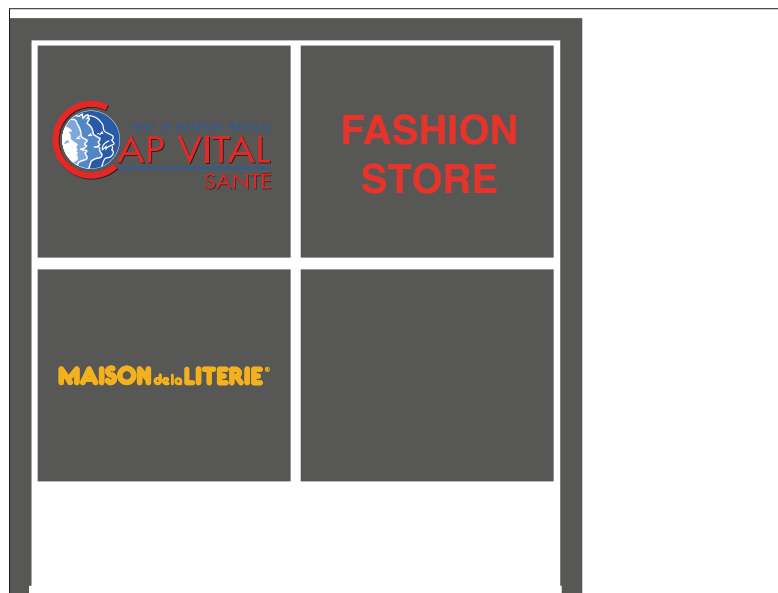 CAP VITAL
SANTÉ
FASHION
STORE
MAISON de la LITERIE®